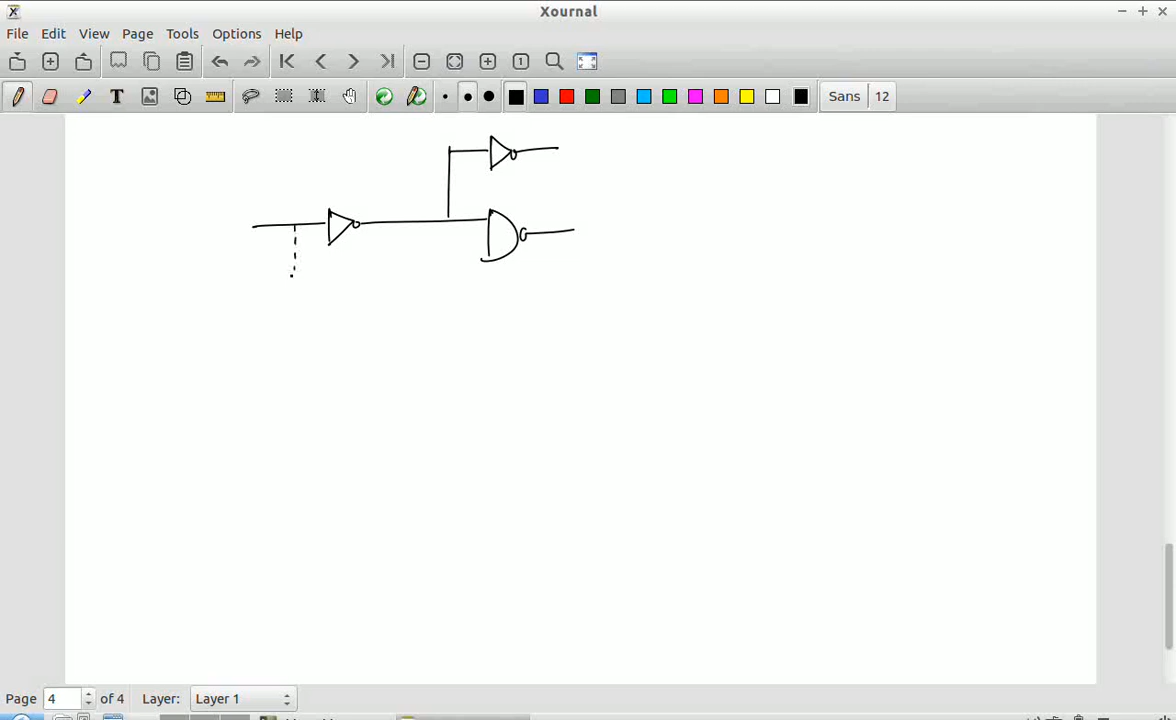 Xournal
File Edit View Page Tools Options Help
Sans 12
Page 4 of 4 Layer: Layer 1